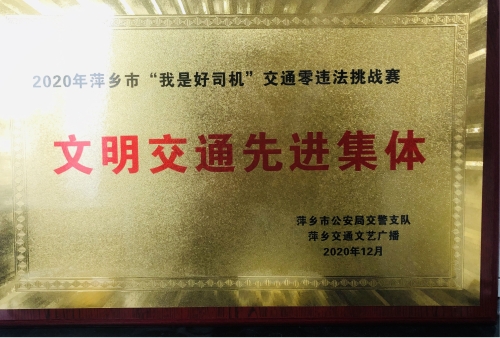 2020年萍乡市“我是好司机”交通零违法挑战赛
文明交通先进集体
萍乡市公安局交警支队
萍乡交通文艺广播
2020年12月